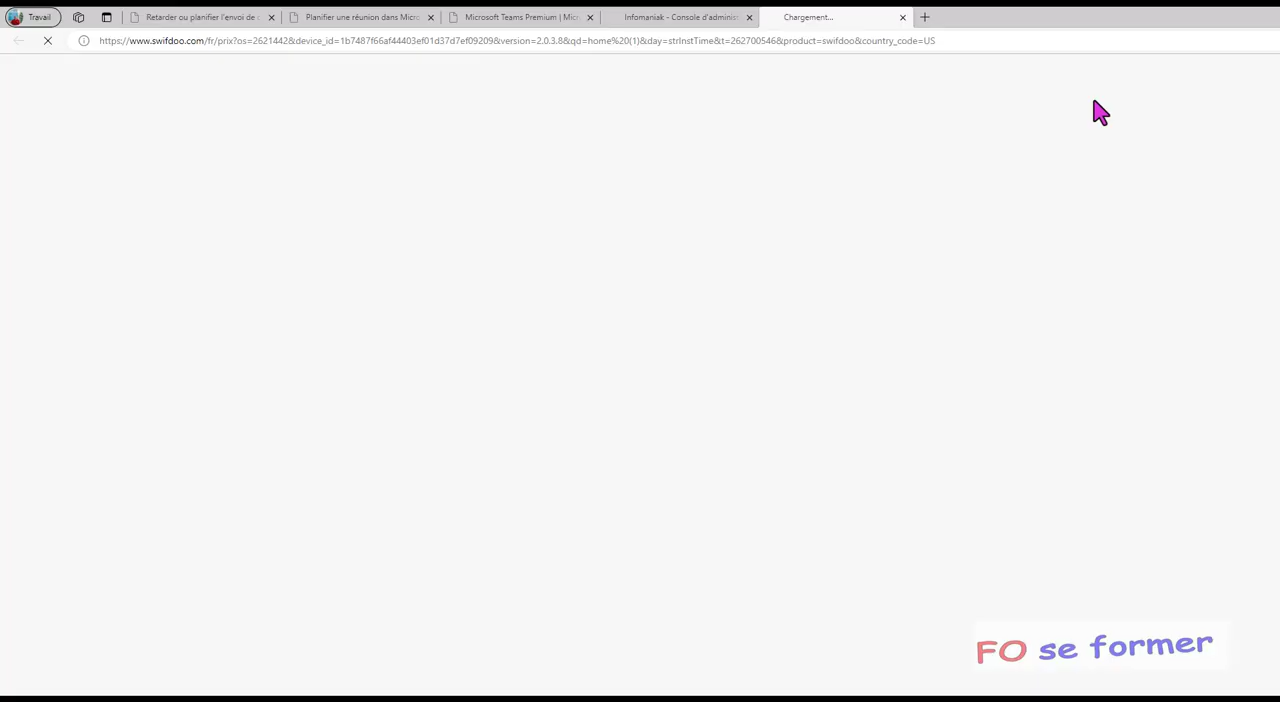 Travail
Retarder ou planifier l'envoi de c
Planifier une réunion dans Micro
Microsoft Teams Premium | Micr
Infomaniak - Console d'administ
Chargement...
https://www.swifdoo.com/fr/prix?os=2621442&device_id=1b7487f66af44403ef01d37d7ef09209&version=2.0.3.8&qd=home%20(1)&day=strInstTime&t=262700546&product=swifdoo&country_code=US
FO se former